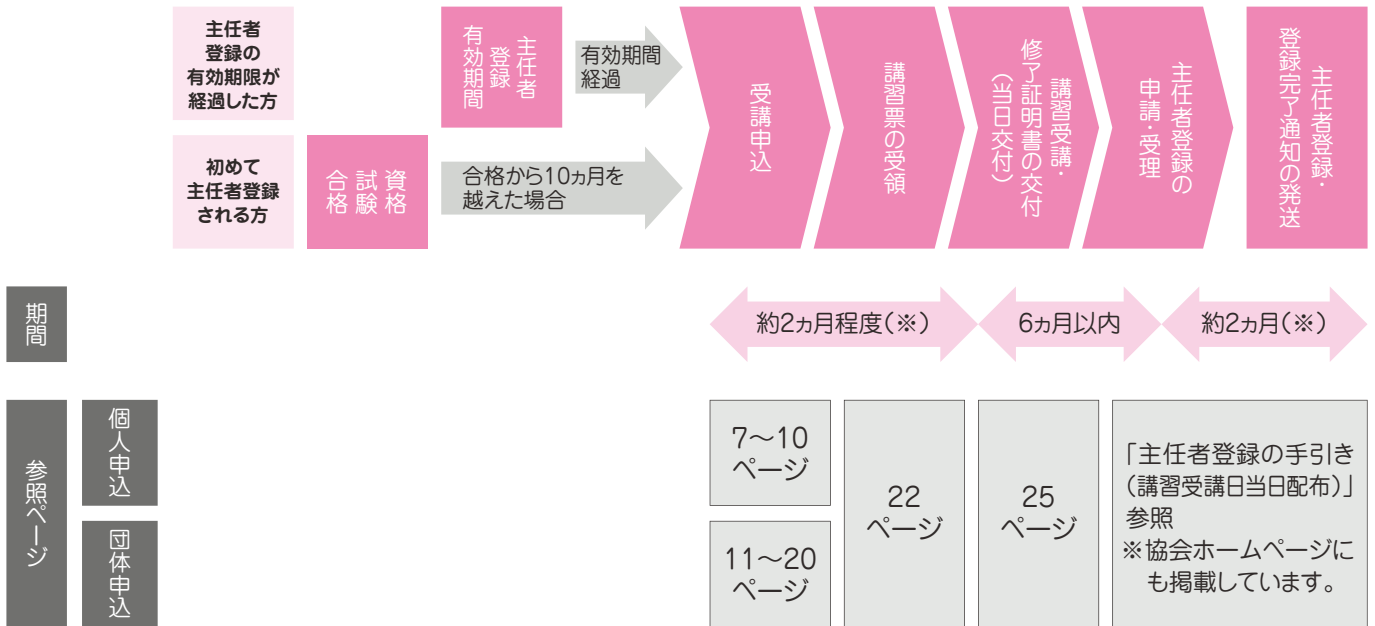 主任者
登録の
有効期限が
経過した方
主任者
登録
有効期間
有効期間
経過
初めて
主任者登録
される方
資格
試験
合格
合格から10ヵ月を
越えた場合
受講申込
講習票の受領
講習受講・
修了証明書の交付
（当日交付）
主任者登録の
申請・受理
主任者登録・
登録完了通知の発送
期間
約2ヵ月程度（※）
6ヵ月以内
約2ヵ月（※）
参照ページ
個人申込
7～10
ページ
団体申込
11～20
ページ
22
ページ
25
ページ
「主任者登録の手引き
（講習受講日当日配布）」
参照
※協会ホームページに
も掲載しています。